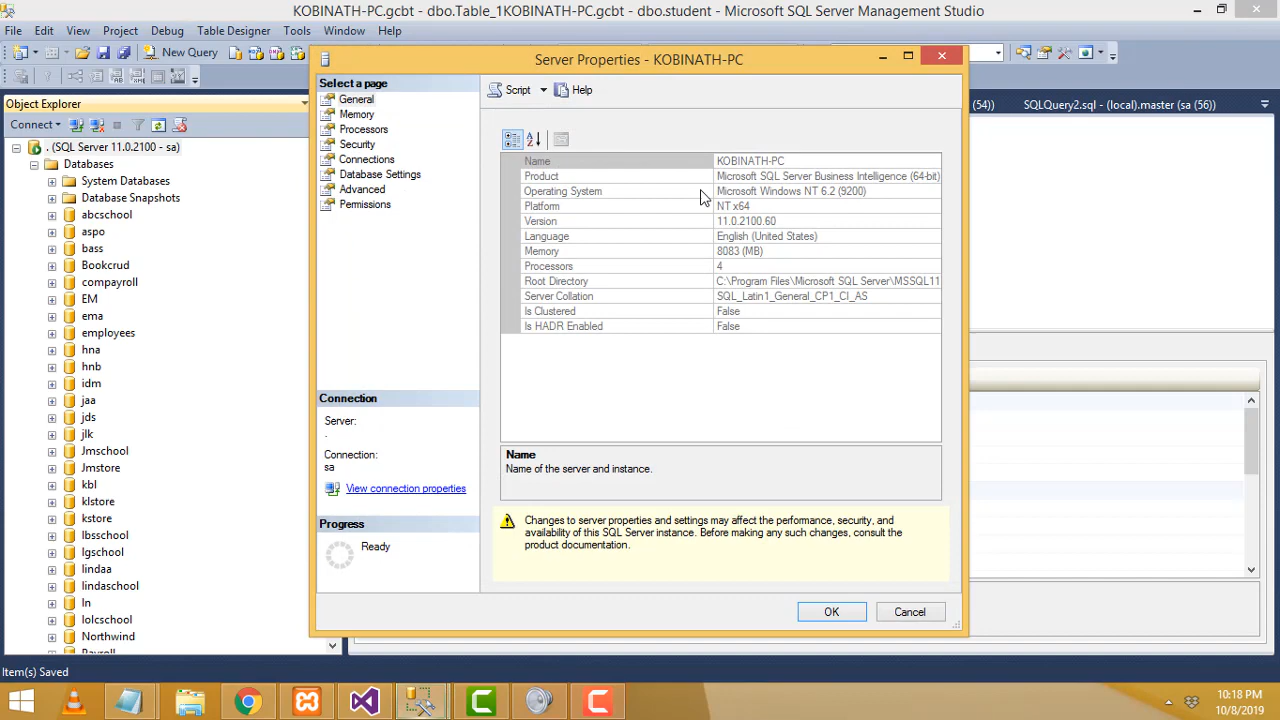 KOBINATH-PC.gcbt - dbo.Table_1KOBINATH-PC.gcbt - dbo.student - Microsoft SQL Server Management Studio
File Edit View Project Debug Table Designer Tools Window Help
New Query
Server Properties - KOBINATH-PC
Object Explorer
(54)) SQLQuery2.sql - (local).master (sa (56))
Connect
. (SQL Server 11.0.2100 - sa)
Databases
System Databases
Database Snapshots
abcschool
aspo
bass
Bookcrud
compayroll
EM
ema
employees
hna
hnb
idm
jaa
jds
jlk
Jmschool
Jmstore
kbl
klstore
kstore
lbsschool
lgschool
lindaa
lindaschool
ln
lolcschool
Northwind
Payroll
Select a page
General
Memory
Processors
Security
Connections
Database Settings
Advanced
Permissions
Connection
Server:
.
Connection:
sa
View connection properties
Progress
Ready
Script Help
Name KOBINATH-PC
Product Microsoft SQL Server Business Intelligence (64-bit)
Operating System Microsoft Windows NT 6.2 (9200)
Platform NT x64
Version 11.0.2100.60
Language English (United States)
Memory 8083 (MB)
Processors 4
Root Directory C:\Program Files\Microsoft SQL Server\MSSQL11
Server Collation SQL_Latin1_General_CP1_CI_AS
Is Clustered False
Is HADR Enabled False
Name
Name of the server and instance.
Changes to server properties and settings may affect the performance, security, and
availability of this SQL Server instance. Before making any such changes, consult the
product documentation.
OK Cancel
Item(s) Saved
10:18 PM
10/8/2019